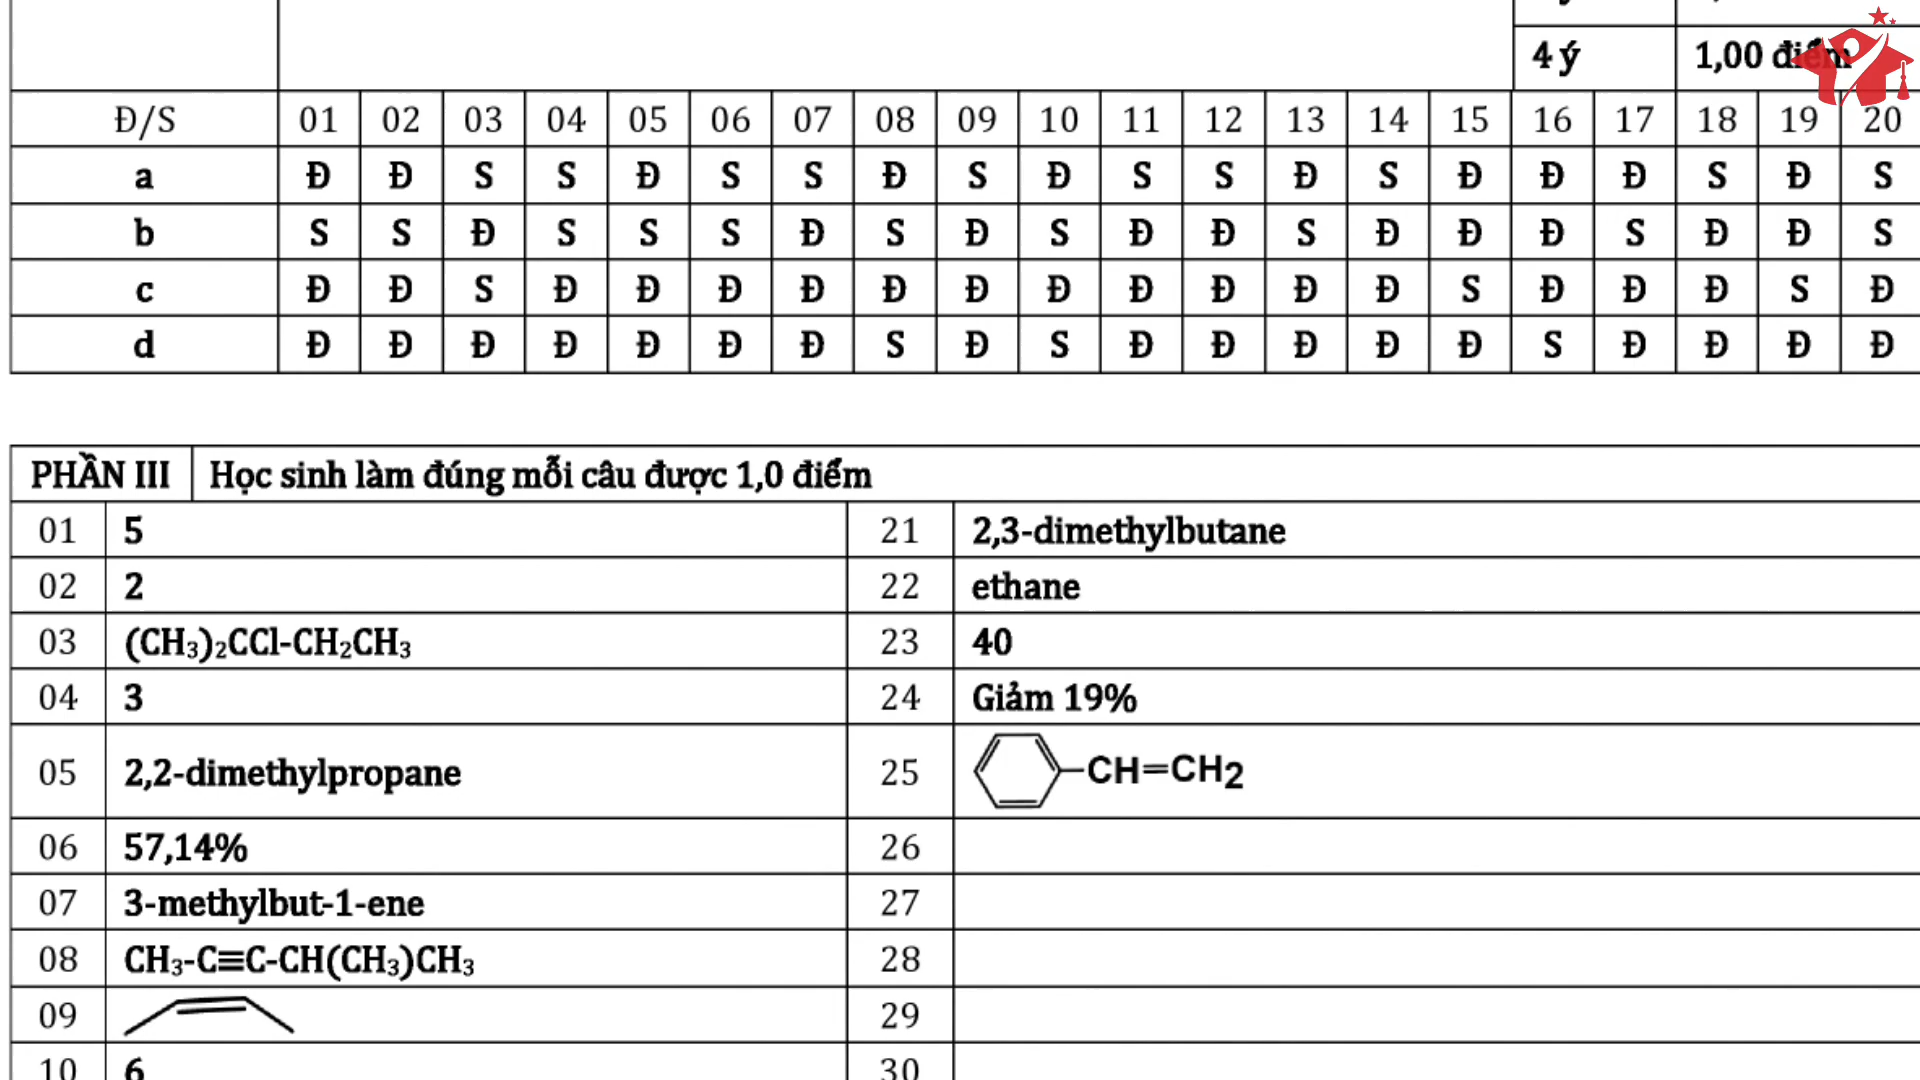 4 ý 1,00 điểm
Đ/S 01 02 03 04 05 06 07 08 09 10 11 12 13 14 15 16 17 18 19 20
a Đ Đ S S Đ S S Đ S Đ S S Đ S Đ Đ Đ S Đ S
b S S Đ S S S Đ S Đ S Đ Đ S Đ Đ Đ S Đ Đ S
c Đ Đ S Đ Đ Đ Đ Đ Đ Đ Đ Đ Đ Đ S Đ Đ Đ S Đ
d Đ Đ Đ Đ Đ Đ Đ S Đ S Đ Đ Đ Đ Đ S Đ Đ Đ Đ
PHẦN III Học sinh làm đúng mỗi câu được 1,0 điểm
01 5 21 2,3-dimethylbutane
02 2 22 ethane
03 (CH₃)₂CCl-CH₂CH₃ 23 40
04 3 24 Giảm 19%
05 2,2-dimethylpropane 25 CH=CH2
06 57,14% 26
07 3-methylbut-1-ene 27
08 CH₃-C≡C-CH(CH₃)CH₃ 28
09 29
10 6 30